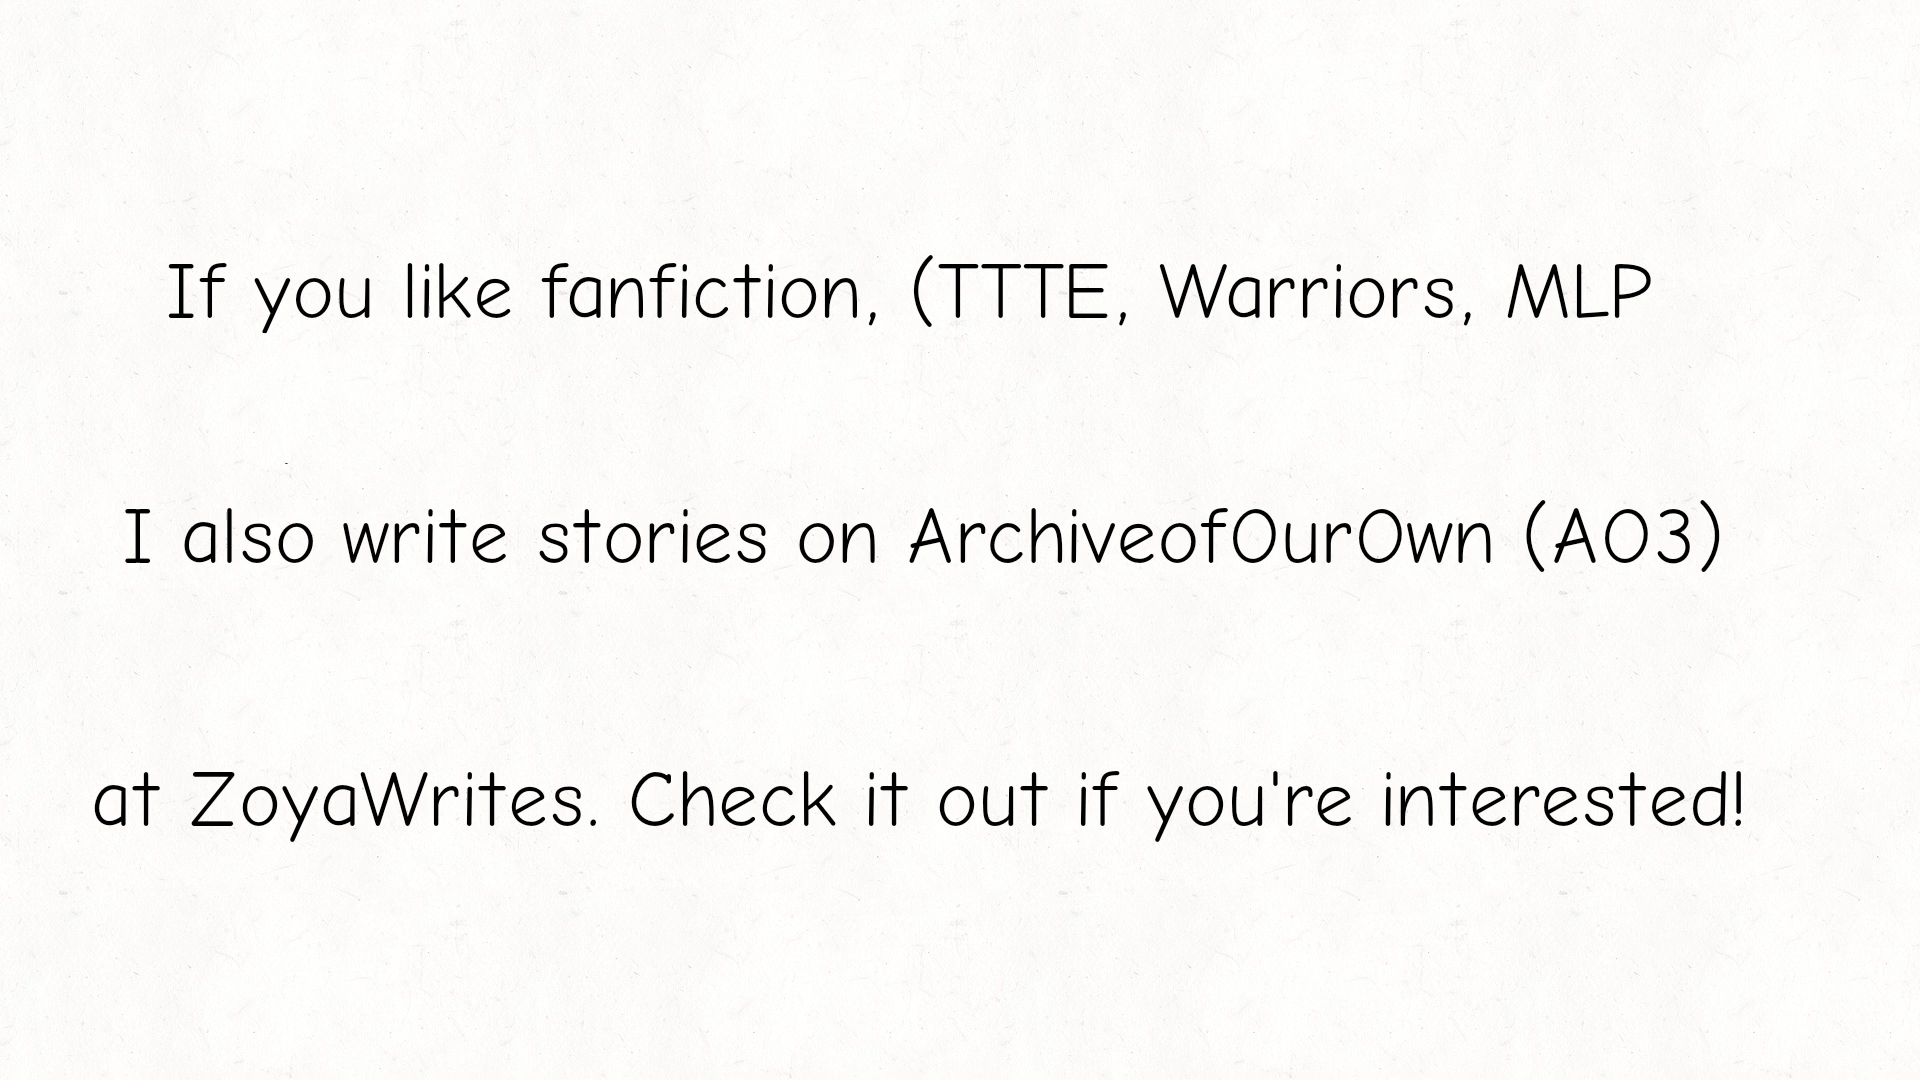 If you like fanfiction, (TTTE, Warriors, MLP
I also write stories on ArchiveofOurOwn (AO3)
at ZoyaWrites. Check it out if you're interested!